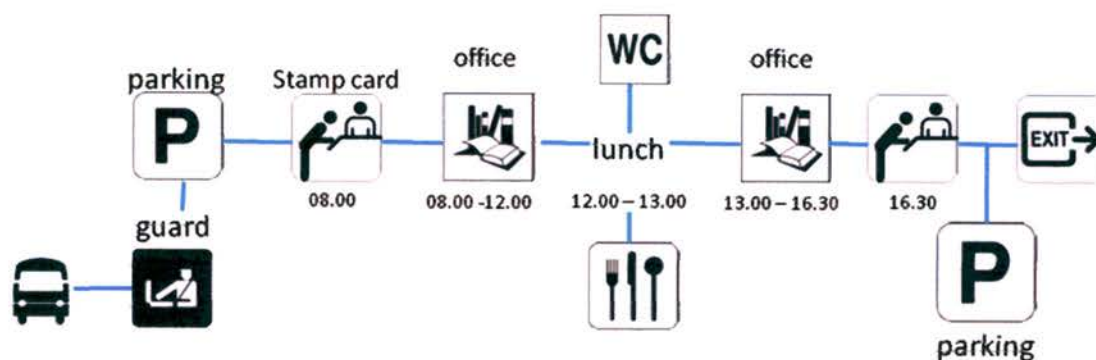 parking
P
Stamp card
08.00
guard
office
08.00 -12.00
WC
lunch
12.00 – 13.00
office
13.00 – 16.30
16.30
EXIT
P
parking